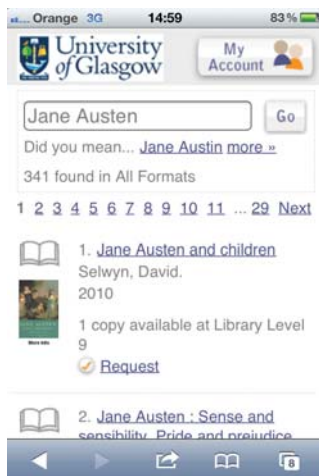 Orange 3G 14:59 83%
University
of Glasgow
My
Account
Jane Austen Go
Did you mean... Jane Austin more »
341 found in All Formats
1 2 3 4 5 6 7 8 9 10 11 ... 29 Next
1. Jane Austen and children
Selwyn, David.
2010
1 copy available at Library Level
9
More info
Request
2. Jane Austen : Sense and
sensibility, Pride and prejudice
8